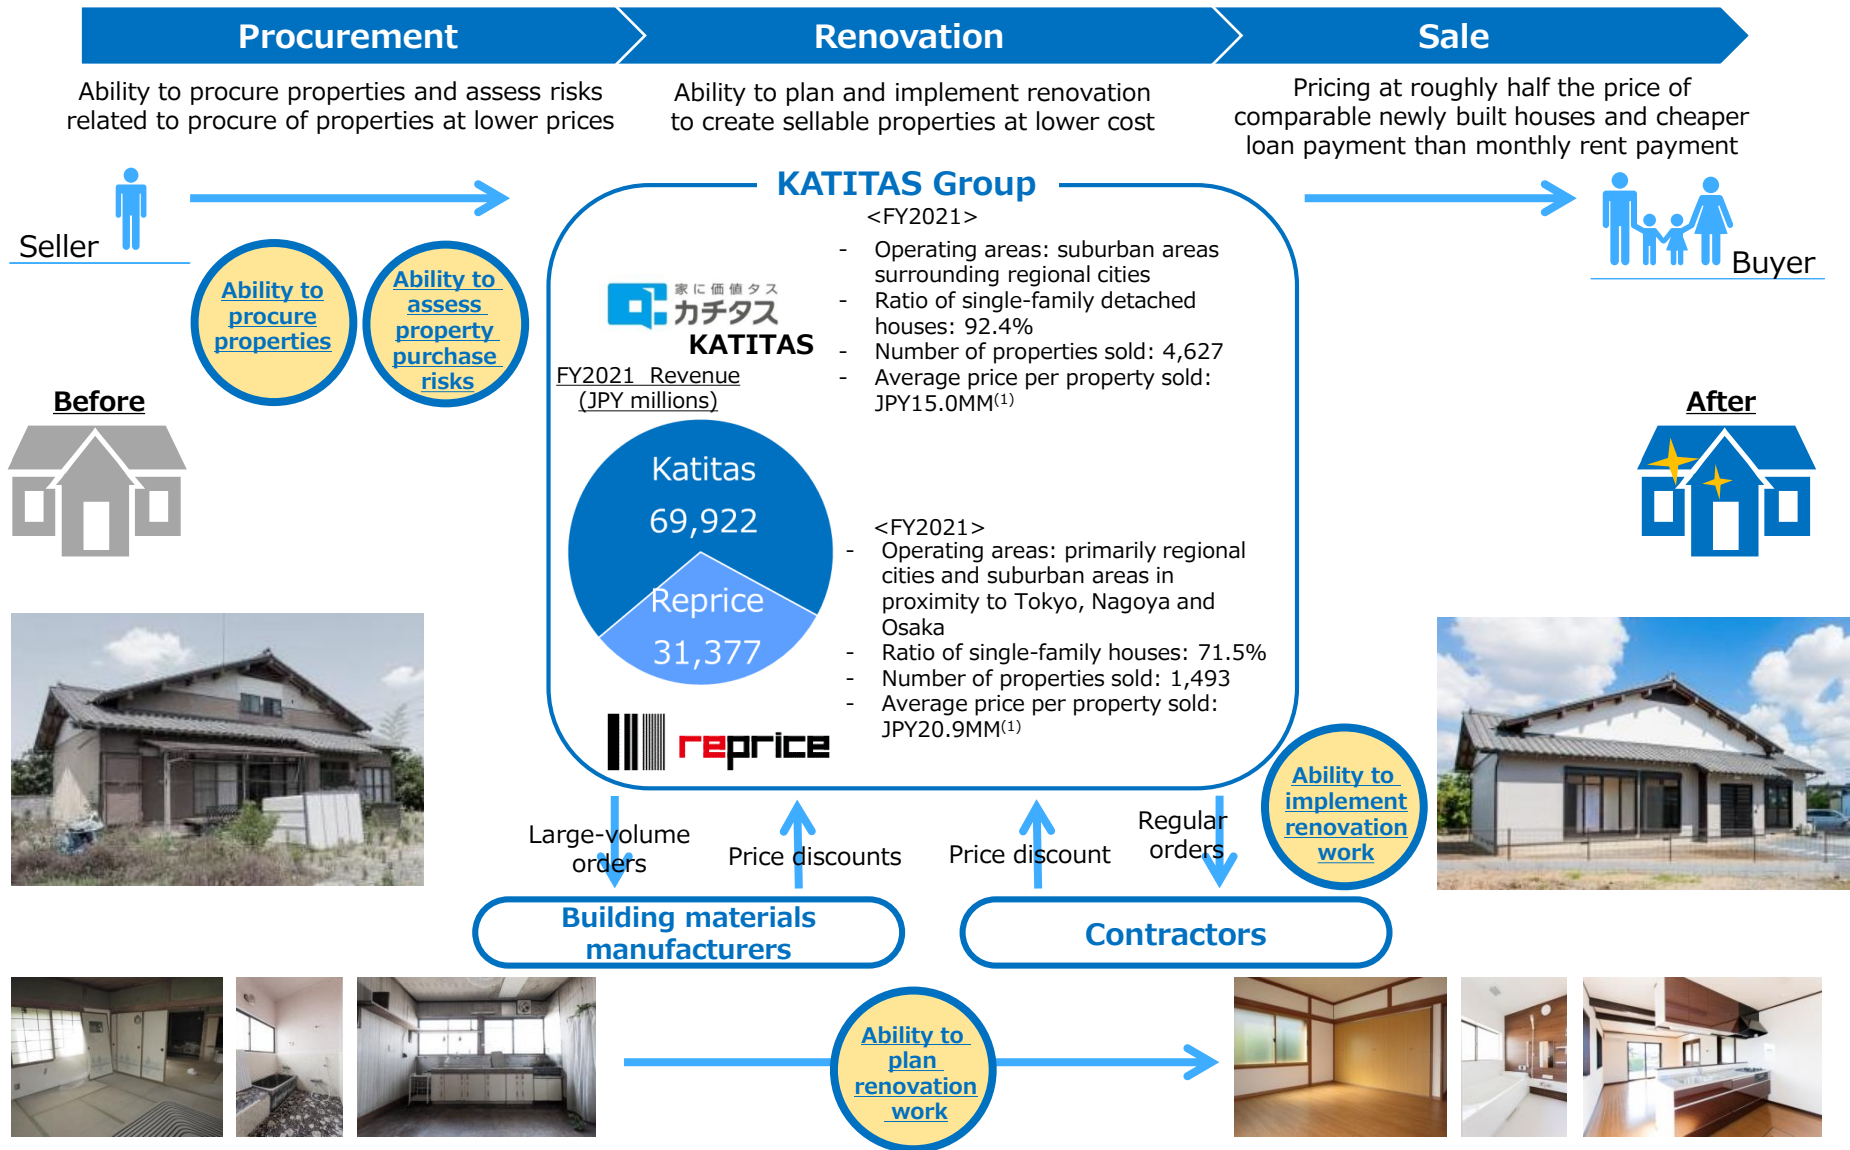 Procurement
Renovation
Sale
Ability to procure properties and assess risks
related to procure of properties at lower prices
Ability to plan and implement renovation
to create sellable properties at lower cost
Pricing at roughly half the price of
comparable newly built houses and cheaper
loan payment than monthly rent payment
Seller
Ability to
procure
properties
Ability to
assess
property
purchase
risks
KATITAS Group
<FY2021>
- Operating areas: suburban areas
surrounding regional cities
- Ratio of single-family detached
houses: 92.4%
- Number of properties sold: 4,627
- Average price per property sold:
JPY15.0MM(1)
家に価値タス
カチタス
KATITAS
FY2021 Revenue
(JPY millions)
Katitas
69,922
Reprice
31,377
<FY2021>
- Operating areas: primarily regional
cities and suburban areas in
proximity to Tokyo, Nagoya and
Osaka
- Ratio of single-family houses: 71.5%
- Number of properties sold: 1,493
- Average price per property sold:
JPY20.9MM(1)
reprice
Buyer
Before
After
Large-volume
orders
Price discounts
Price discount
Regular
orders
Ability to
implement
renovation
work
Building materials
manufacturers
Contractors
Ability to
plan
renovation
work